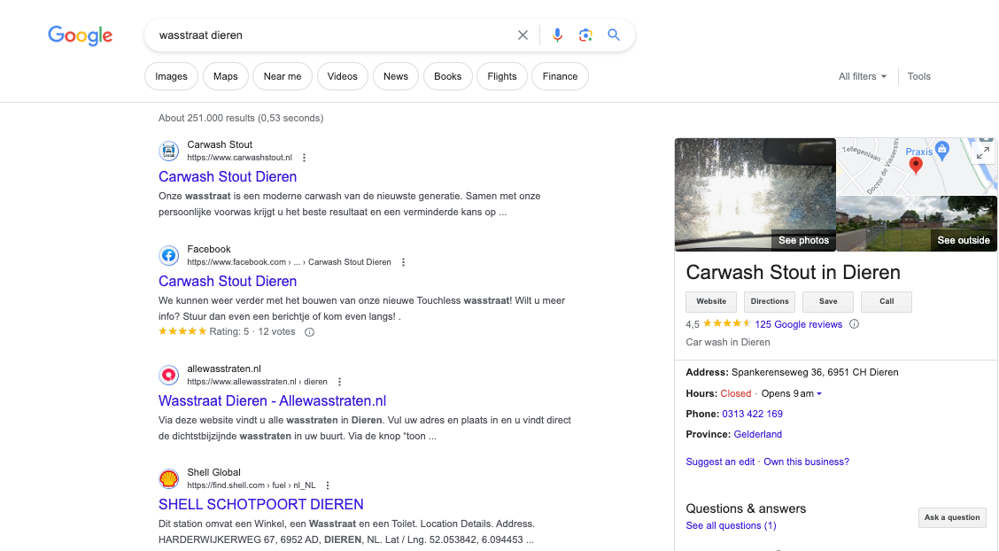 Google
wasstraat dieren
Images
Maps
Near me
Videos
News
Books
Flights
Finance
All filters
Tools
About 251.000 results (0,53 seconds)
Carwash Stout
https://www.carwashstout.nl
Carwash Stout Dieren
Onze wasstraat is een moderne carwash van de nieuwste generatie. Samen met onze
persoonlijke voorwas krijgt u het beste resultaat en een verminderde kans op ...
Facebook
https://www.facebook.com › ... › Carwash Stout Dieren
Carwash Stout Dieren
We kunnen weer verder met het bouwen van onze nieuwe Touchless wasstraat! Wilt u meer
info? Stuur dan even een berichtje of kom even langs! .
Rating: 5 · 12 votes
allewasstraten.nl
https://www.allewasstraten.nl › dieren
Wasstraat Dieren - Allewasstraten.nl
Via deze website vindt u alle wasstraten in Dieren. Vul uw adres en plaats in en u vindt direct
de dichtstbijzijnde wasstraten in uw buurt. Via de knop “toon ...
Shell Global
https://find.shell.com › fuel › nl_NL
SHELL SCHOTPOORT DIEREN
Dit station omvat een Winkel, een Wasstraat en een Toilet. Location Details. Address.
HARDERWIJKERWEG 67, 6952 AD, DIEREN, NL. Lat / Lng. 52.053842, 6.094453 ...
See photos
Tellegenlaan
Doctor de Visserstra
Praxis
See outside
Carwash Stout in Dieren
Website
Directions
Save
Call
4,5 125 Google reviews
Car wash in Dieren
Address: Spankerenseweg 36, 6951 CH Dieren
Hours: Closed · Opens 9 am
Phone: 0313 422 169
Province: Gelderland
Suggest an edit · Own this business?
Questions & answers
See all questions (1)
Ask a question